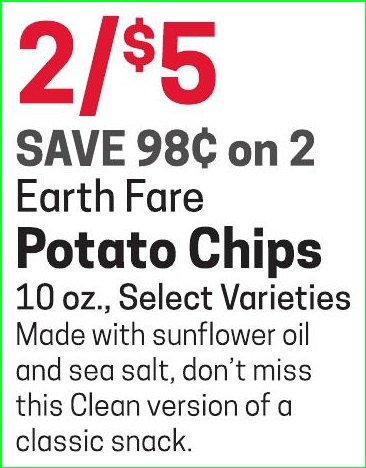 2/$5
SAVE 98¢ on 2
Earth Fare
Potato Chips
10 oz., Select Varieties
Made with sunflower oil
and sea salt, don’t miss
this Clean version of a
classic snack.